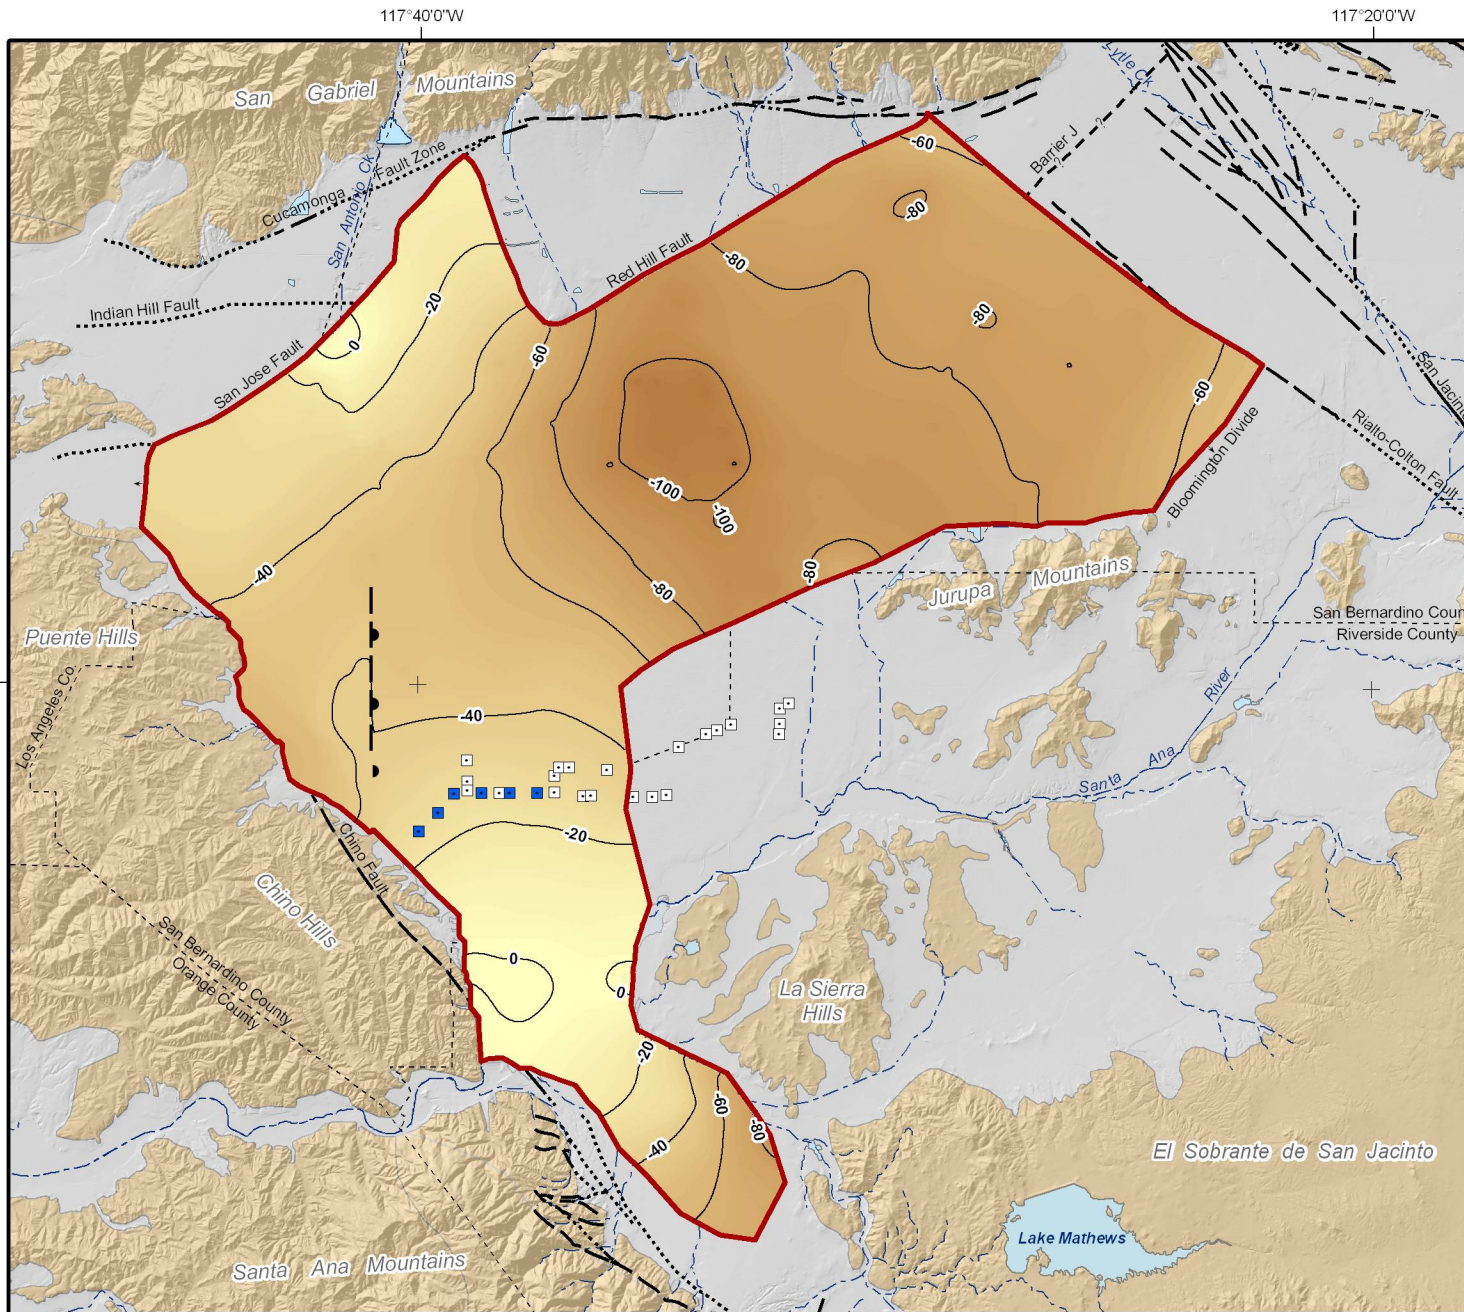 117°40'0"W
117°20'0"W
San Gabriel Mountains
Lytle Ck
San Antonio Ck
Cucamonga Fault Zone
Barrier J
?
?
?
?
-60
-80
Red Hill Fault
-80
-20
Indian Hill Fault
0
-80
-60
San Jose Fault
San Jacinto
-60
Rialto-Colton Fault
Bloomington Divide
-100
-100
-40
-80
-80
Jurupa Mountains
San Bernardino Coun
Riverside County
Puente Hills
Los Angeles Co
River
-40
Santa Ana
-20
Chino Fault
Chino Hills
San Bernardino County
Orange County
0
0
La Sierra
Hills
-20
-60
-80
-40
El Sobrante de San Jacinto
Lake Mathews
Santa Ana Mountains